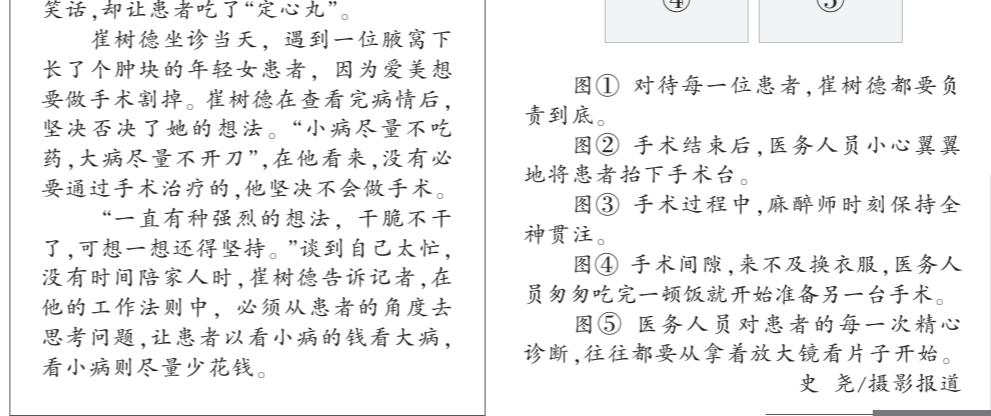 笑话,却让患者吃了“定心丸”。
崔树德坐诊当天，遇到一位腋窝下
长了个肿块的年轻女患者，因为爱美想
要做手术割掉。崔树德在查看完病情后,
坚决否决了她的想法。“小病尽量不吃
药,大病尽量不开刀”,在他看来,没有必
要通过手术治疗的,他坚决不会做手术。
“一直有种强烈的想法，干脆不干
了,可想一想还得坚持。”谈到自己太忙,
没有时间陪家人时,崔树德告诉记者,在
他的工作法则中，必须从患者的角度去
思考问题,让患者以看小病的钱看大病,
看小病则尽量少花钱。
④
⑤
图① 对待每一位患者,崔树德都要负
责到底。
图② 手术结束后,医务人员小心翼翼
地将患者抬下手术台。
图③ 手术过程中,麻醉师时刻保持全
神贯注。
图④ 手术间隙,来不及换衣服,医务人
员匆匆吃完一顿饭就开始准备另一台手术。
图⑤ 医务人员对患者的每一次精心
诊断,往往都要从拿着放大镜看片子开始。
史 尧/摄影报道